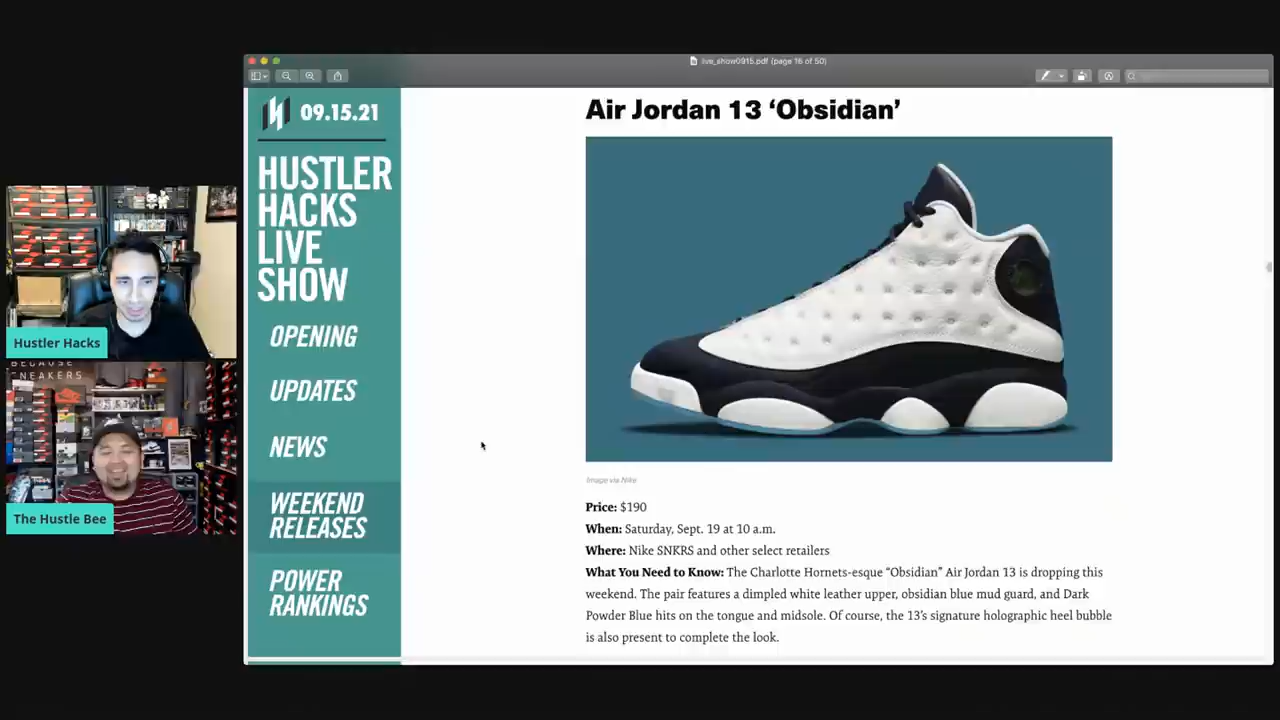 live_show0915.pdf (page 16 of 50)
09.15.21
HUSTLER
HACKS
LIVE
SHOW
OPENING
UPDATES
NEWS
WEEKEND
RELEASES
POWER
RANKINGS
Hustler Hacks
BECAUSE
SNEAKERS
The Hustle Bee
Air Jordan 13 ‘Obsidian’
Image via Nike
Price: $190
When: Saturday, Sept. 19 at 10 a.m.
Where: Nike SNKRS and other select retailers
What You Need to Know: The Charlotte Hornets-esque “Obsidian” Air Jordan 13 is dropping this
weekend. The pair features a dimpled white leather upper, obsidian blue mud guard, and Dark
Powder Blue hits on the tongue and midsole. Of course, the 13’s signature holographic heel bubble
is also present to complete the look.